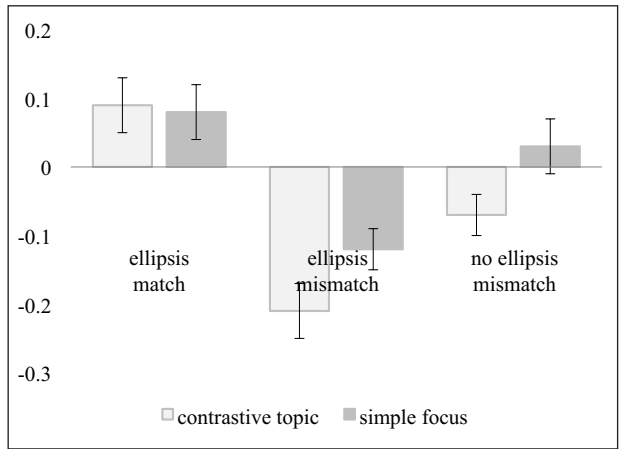 0.2
0.1
0
-0.1
ellipsis ellipsis no ellipsis
match mismatch mismatch
-0.2
-0.3
contrastive topic simple focus